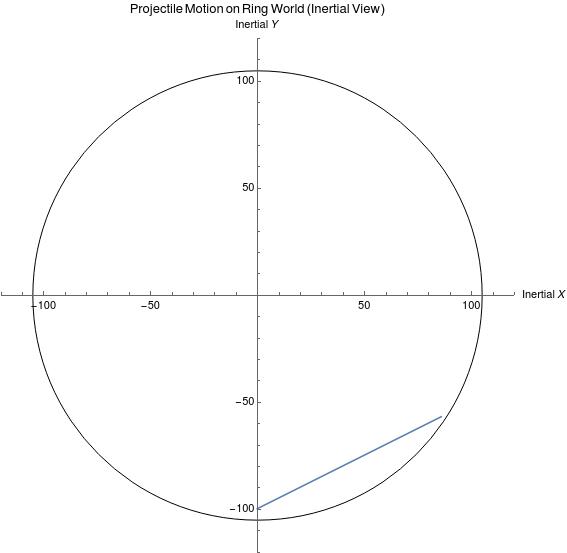 Projectile Motion on Ring World (Inertial View)
Inertial Y
100
50
−100 −50 50 100 Inertial X
−50
−100